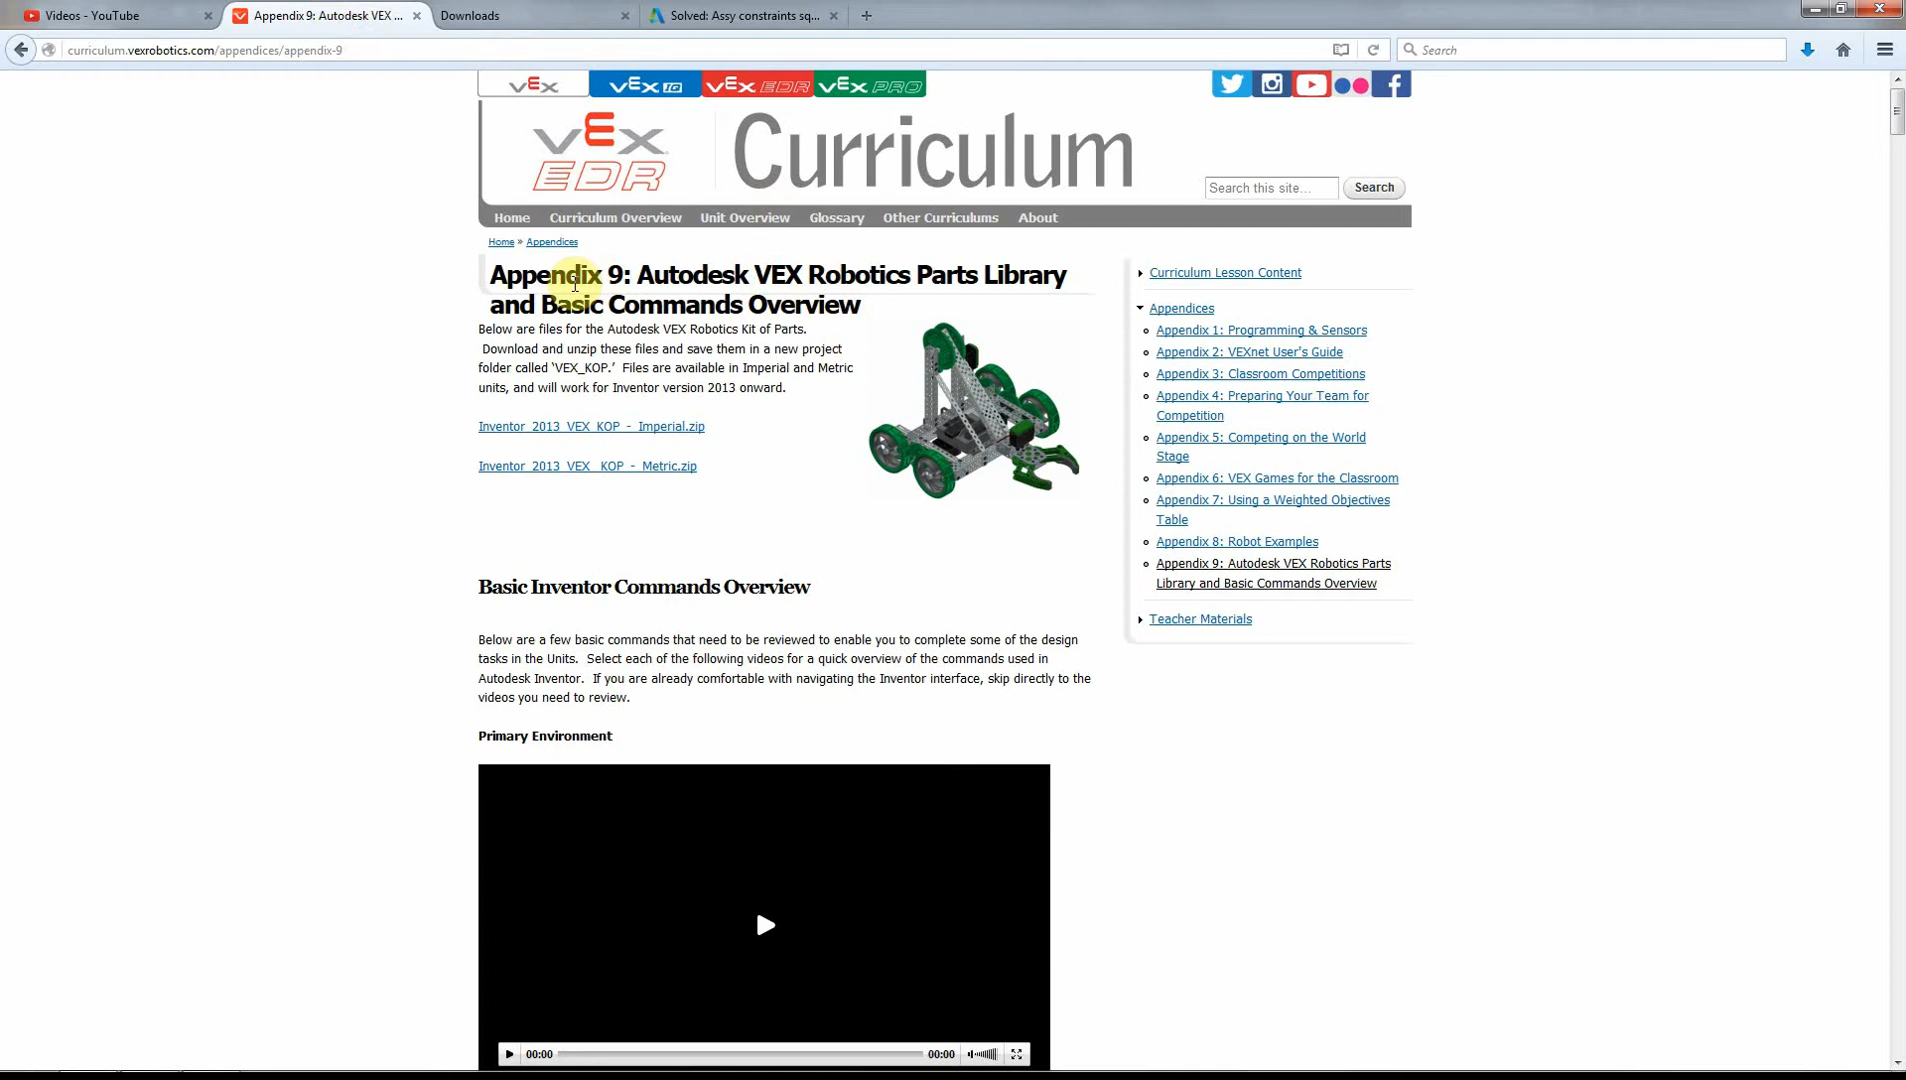 Videos - YouTube
Appendix 9: Autodesk VEX ...
Downloads
Solved: Assy constraints sq...
curriculum.vexrobotics.com/appendices/appendix-9
Search
VEX
VEX IQ
VEX EDR
VEX PRO
VEX
EDR
Curriculum
Search this site...
Search
Home
Curriculum Overview
Unit Overview
Glossary
Other Curriculums
About
Home » Appendices
Appendix 9: Autodesk VEX Robotics Parts Library
and Basic Commands Overview
Below are files for the Autodesk VEX Robotics Kit of Parts.
Download and unzip these files and save them in a new project
folder called 'VEX_KOP.'  Files are available in Imperial and Metric
units, and will work for Inventor version 2013 onward.
Inventor_2013_VEX_KOP_-_Imperial.zip
Inventor_2013_VEX__KOP_-_Metric.zip
Basic Inventor Commands Overview
Below are a few basic commands that need to be reviewed to enable you to complete some of the design
tasks in the Units.  Select each of the following videos for a quick overview of the commands used in
Autodesk Inventor.  If you are already comfortable with navigating the Inventor interface, skip directly to the
videos you need to review.
Primary Environment
00:00
00:00
Curriculum Lesson Content
Appendices
Appendix 1: Programming & Sensors
Appendix 2: VEXnet User's Guide
Appendix 3: Classroom Competitions
Appendix 4: Preparing Your Team for
Competition
Appendix 5: Competing on the World
Stage
Appendix 6: VEX Games for the Classroom
Appendix 7: Using a Weighted Objectives
Table
Appendix 8: Robot Examples
Appendix 9: Autodesk VEX Robotics Parts
Library and Basic Commands Overview
Teacher Materials